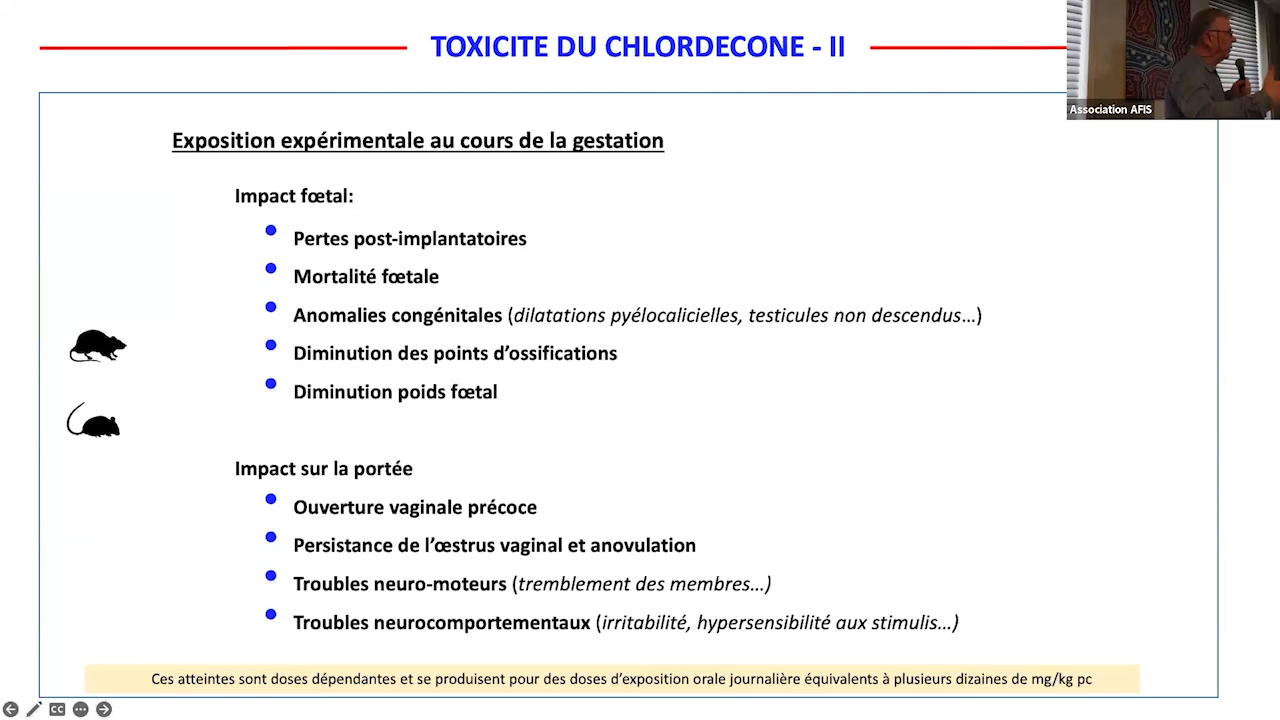 TOXICITE DU CHLORDECONE - II
Association AFIS
Exposition expérimentale au cours de la gestation
Impact fœtal:
Pertes post-implantatoires
Mortalité fœtale
Anomalies congénitales (dilatations pyélocalicielles, testicules non descendus…)
Diminution des points d’ossifications
Diminution poids fœtal
Impact sur la portée
Ouverture vaginale précoce
Persistance de l’œstrus vaginal et anovulation
Troubles neuro-moteurs (tremblement des membres…)
Troubles neurocomportementaux (irritabilité, hypersensibilité aux stimulis…)
Ces atteintes sont doses dépendantes et se produisent pour des doses d’exposition orale journalière équivalents à plusieurs dizaines de mg/kg pc
CC